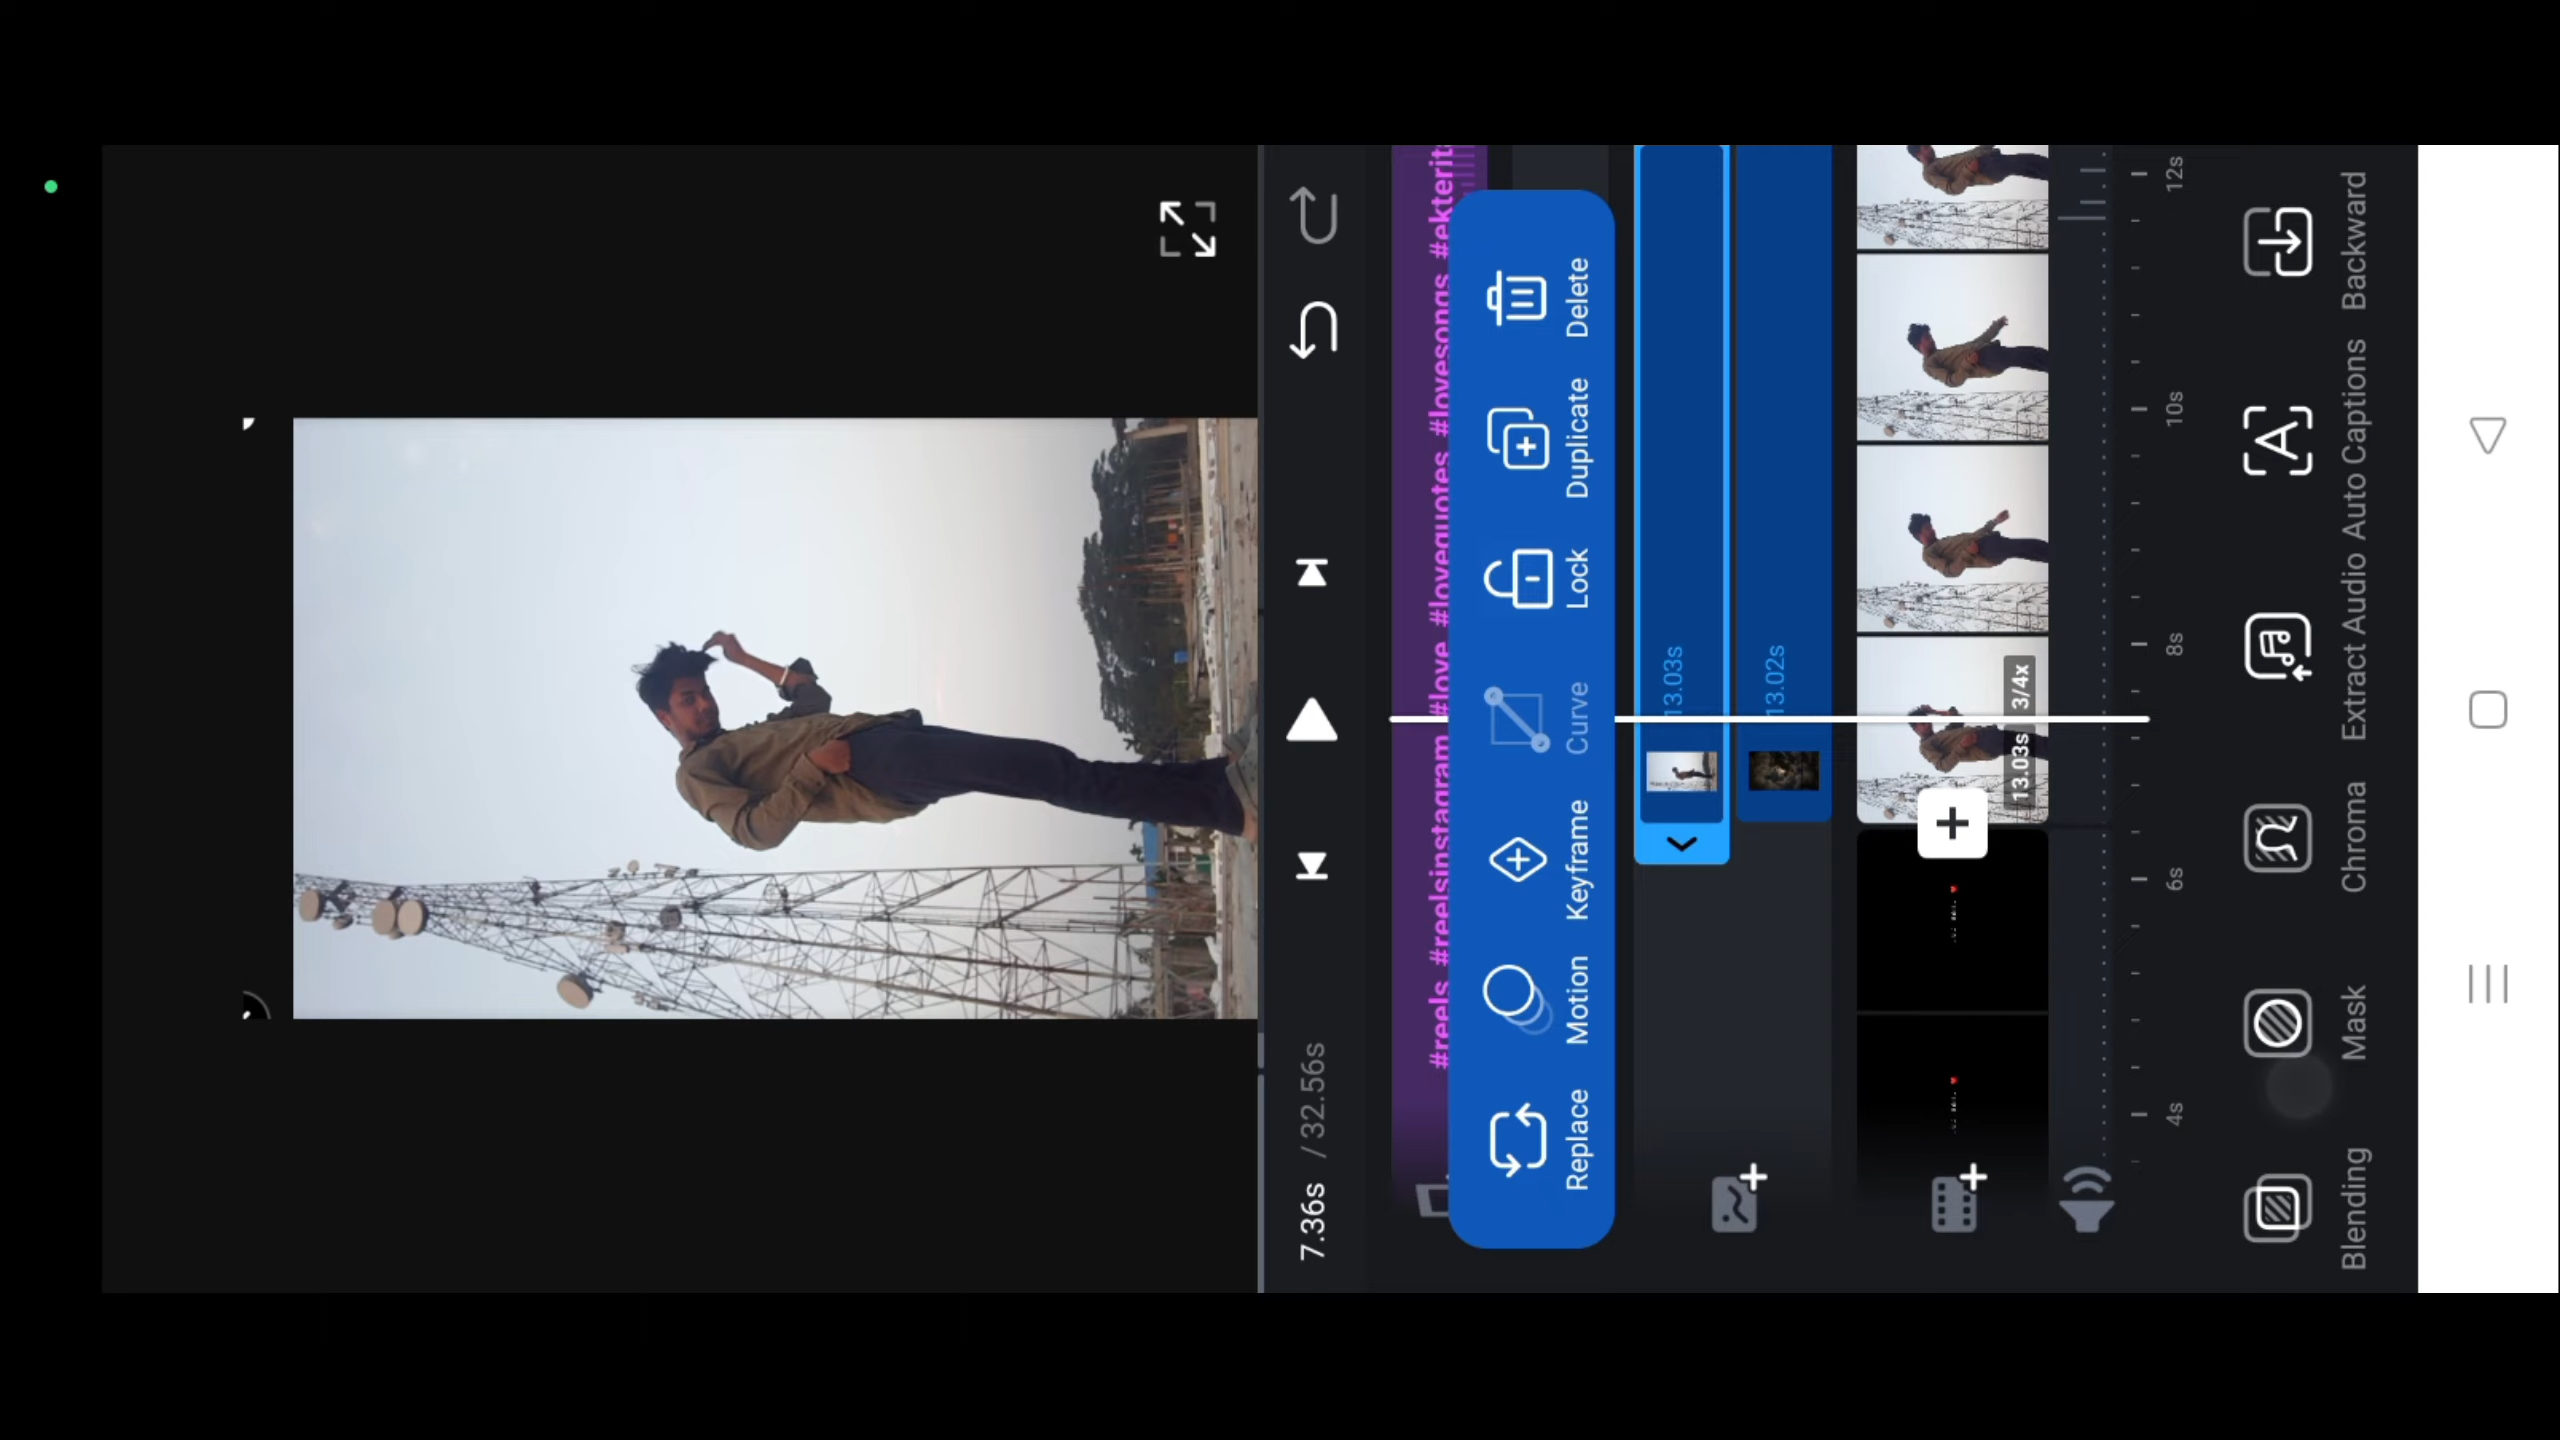 7.36s / 32.56s
#reels #reelsinstagram #love #lovequotes #lovesongs #ekterit
Replace Motion Keyframe Curve Lock Duplicate Delete
13.03s
13.02s
13.03s 3/4x
4s 6s 8s 10s 12s
Blending Mask Chroma Extract Audio Auto Captions Backward